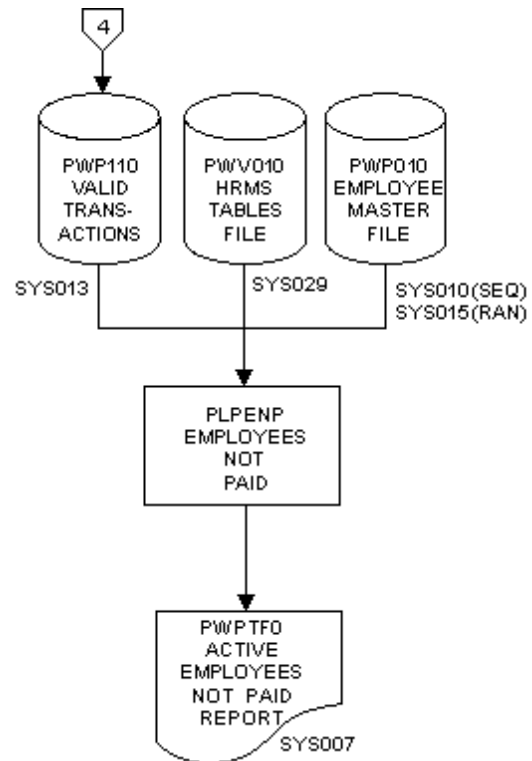 4
PWP110
VALID
TRANS-
ACTIONS
PWV010
HRMS
TABLES
FILE
PWP010
EMPLOYEE
MASTER
FILE
SYS013
SYS029
SYS010(SEQ)
SYS015(RAN)
PLPENP
EMPLOYEES
NOT
PAID
PWPTF0
ACTIVE
EMPLOYEES
NOT PAID
REPORT
SYS007